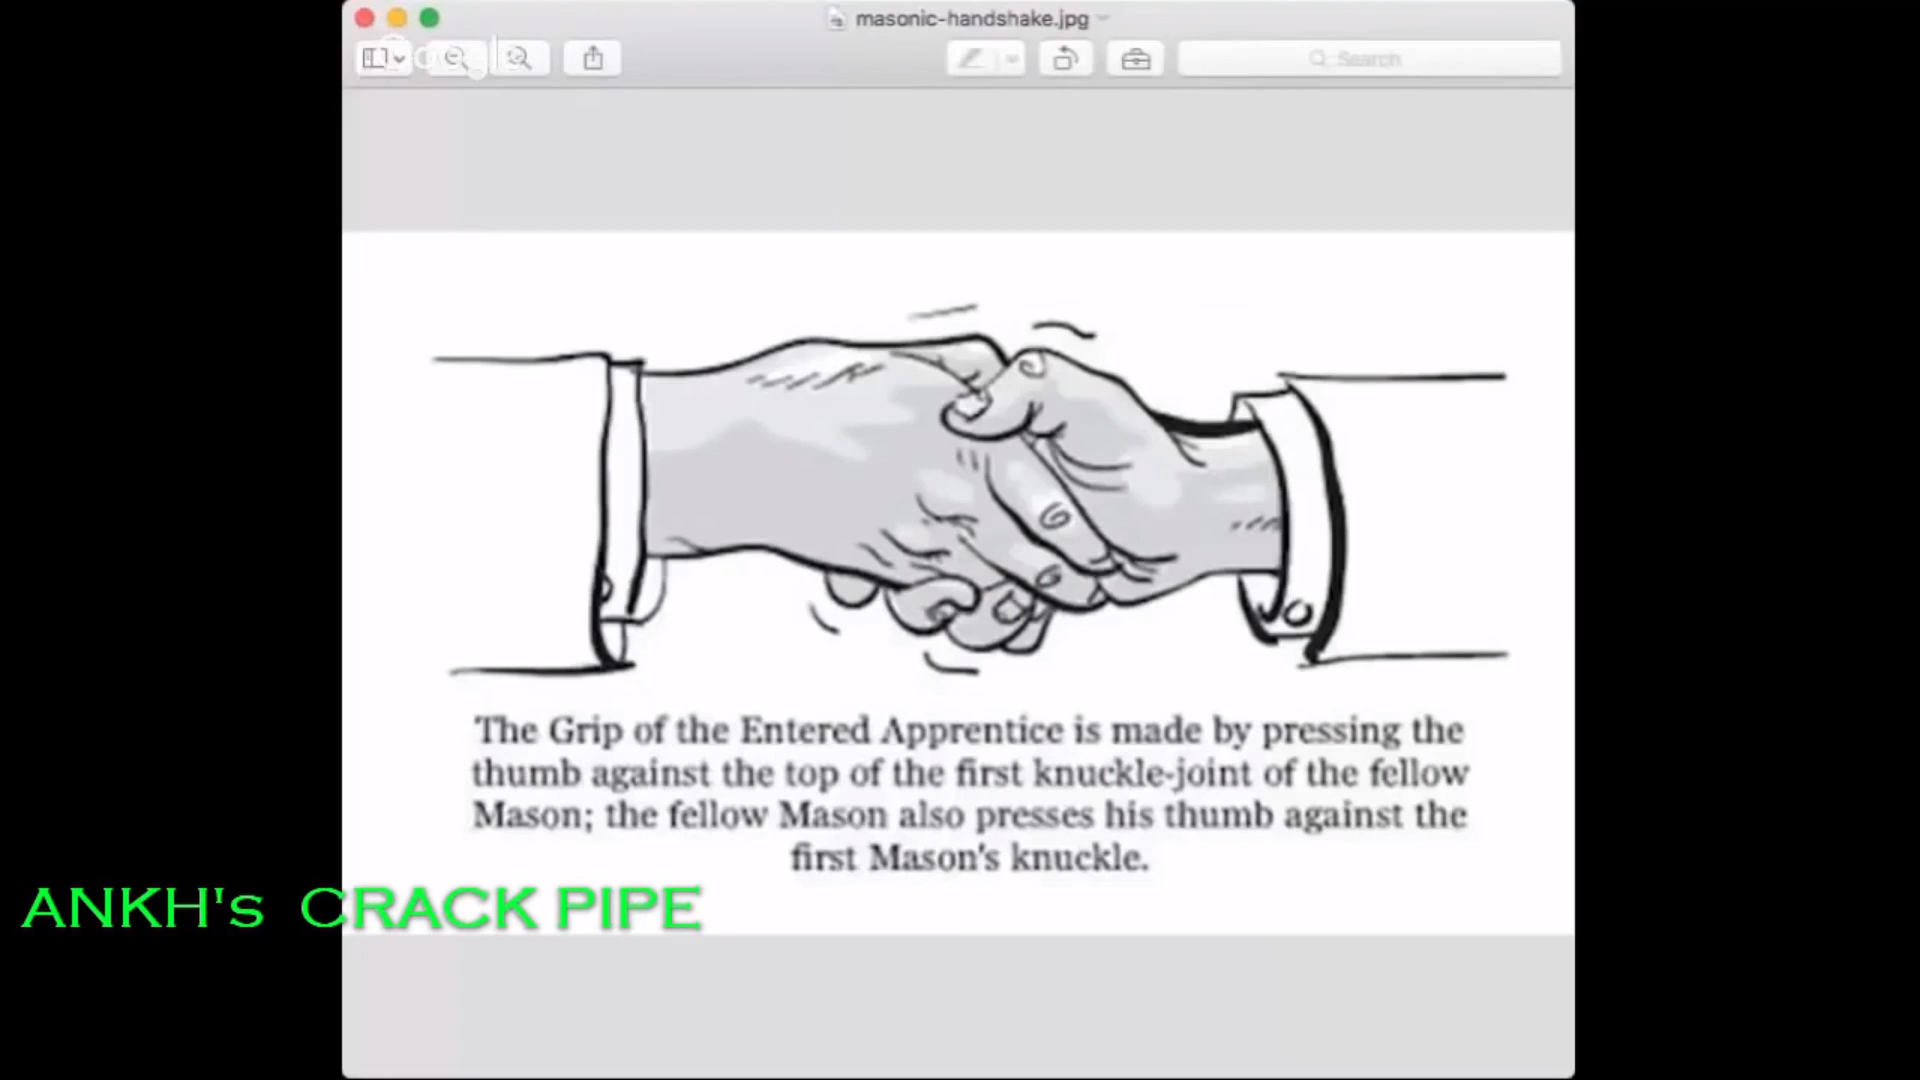 masonic-handshake.jpg
Search
The Grip of the Entered Apprentice is made by pressing the
thumb against the top of the first knuckle-joint of the fellow
Mason; the fellow Mason also presses his thumb against the
first Mason's knuckle.
ANKH's CRACK PIPE